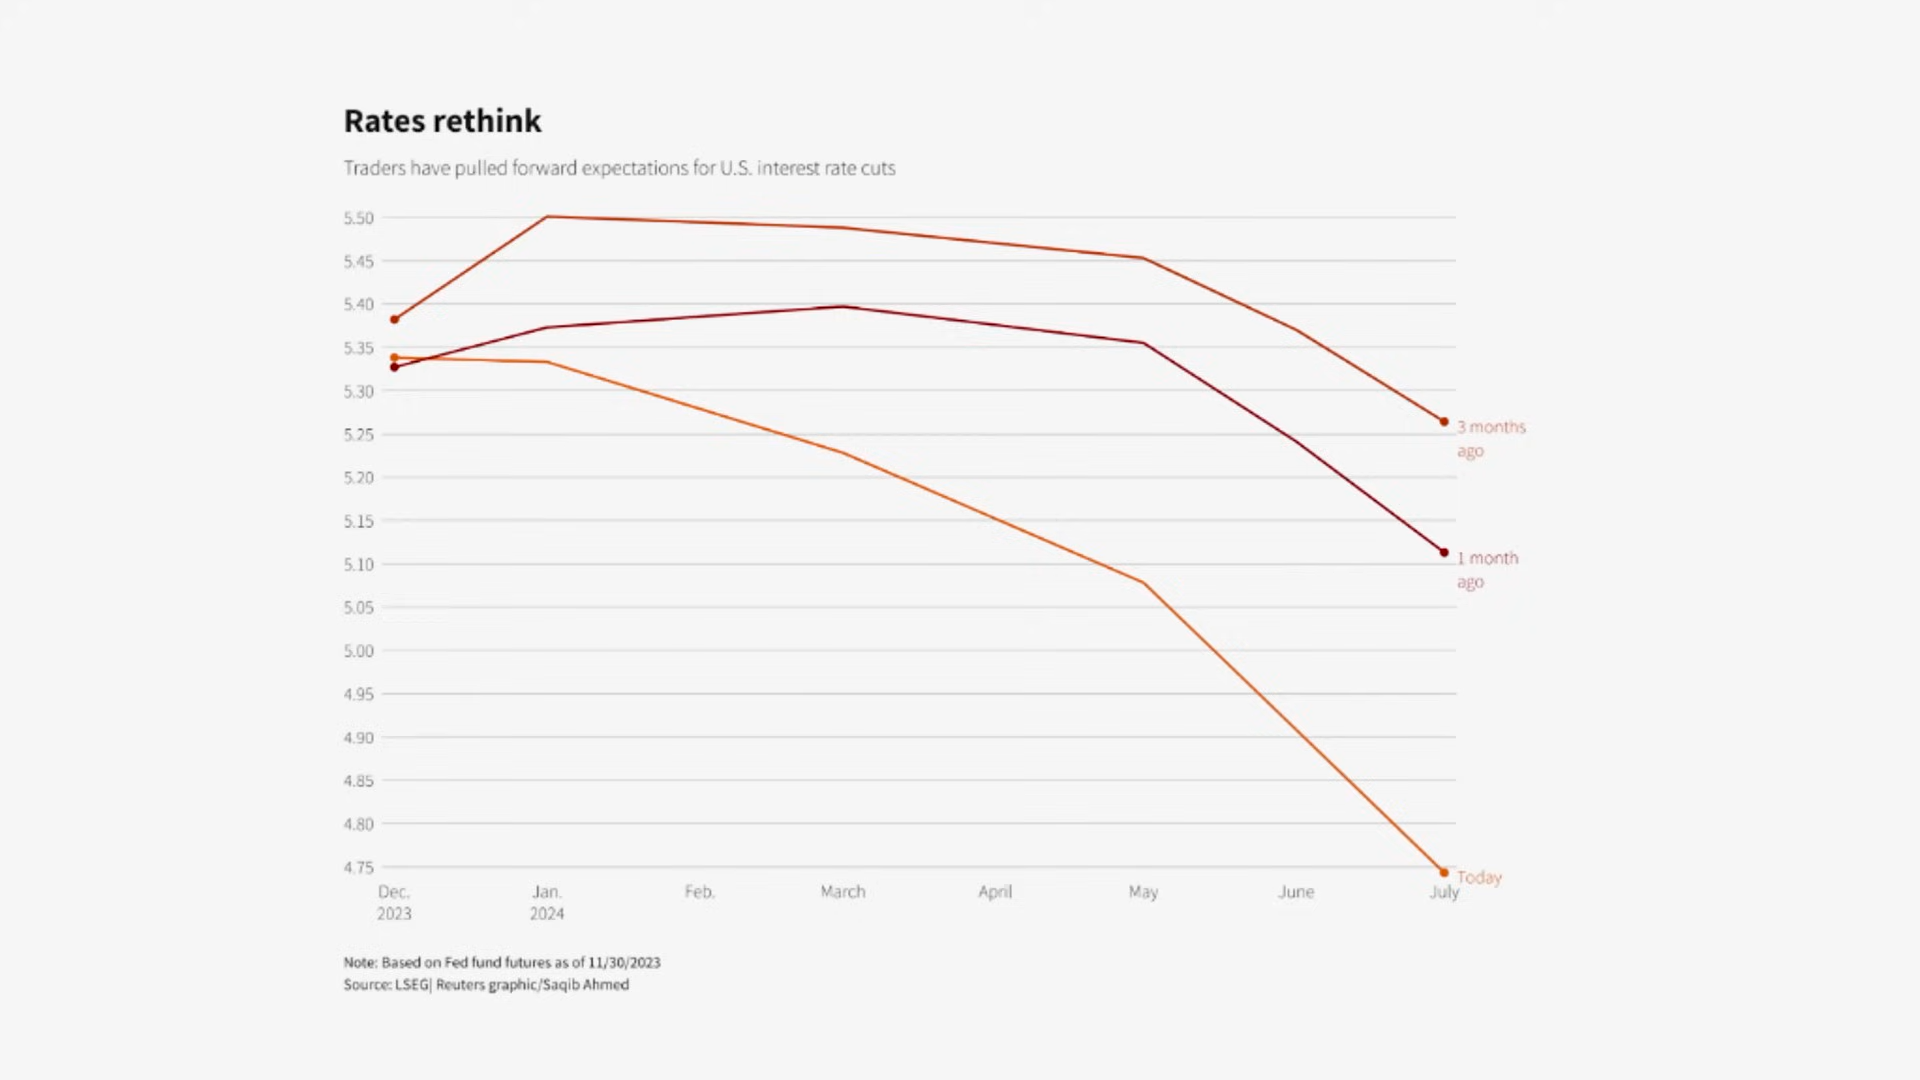 Rates rethink
Traders have pulled forward expectations for U.S. interest rate cuts
5.50
5.45
5.40
5.35
5.30
5.25
5.20
5.15
5.10
5.05
5.00
4.95
4.90
4.85
4.80
4.75
3 months
ago
1 month
ago
Today
Dec. Jan. Feb. March April May June July
2023 2024
Note: Based on Fed fund futures as of 11/30/2023
Source: LSEG| Reuters graphic/Saqib Ahmed